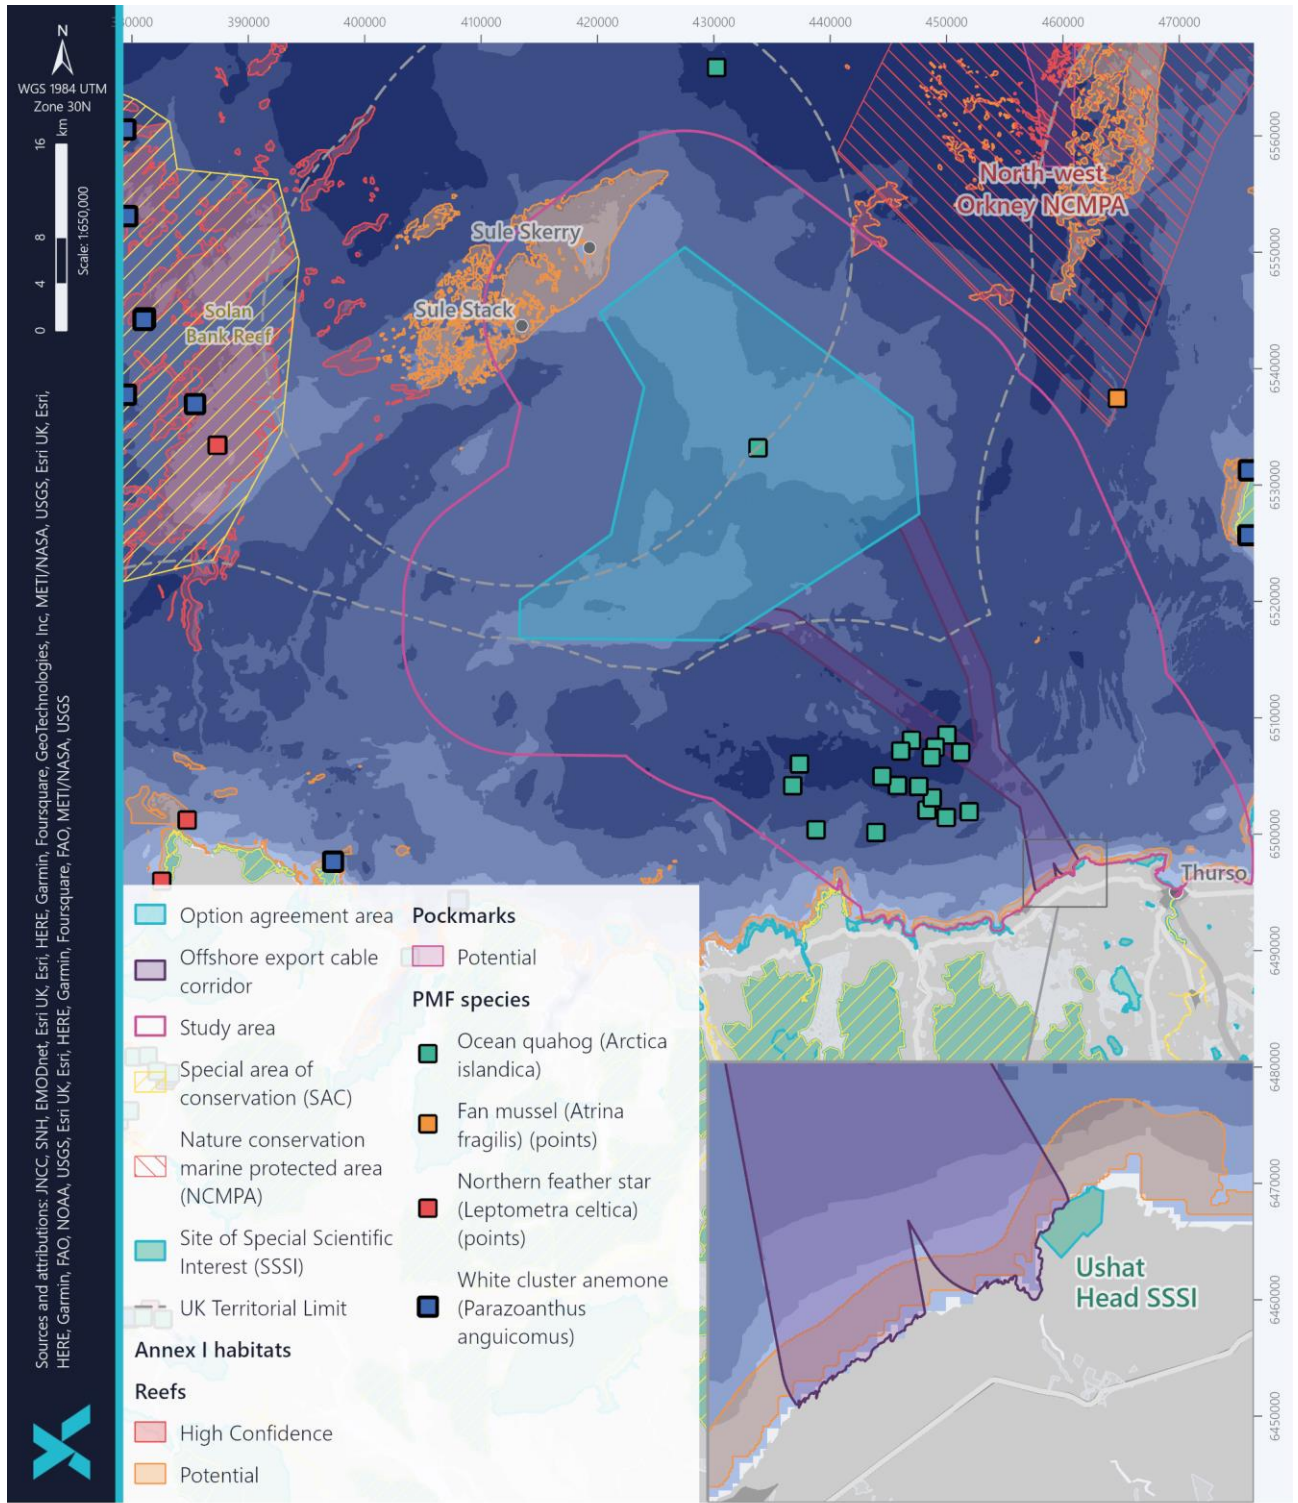 N
WGS 1984 UTM
Zone 30N
16
km
8
4
0
Scale: 1:650,000
Sources and attributions: JNCC, SNH, EMODnet, Esri UK, Esri, HERE, Garmin, Foursquare, GeoTechnologies, Inc, METI/NASA, USGS, Esri UK, Esri,
HERE, Garmin, FAO, NOAA, USGS, Esri UK, Esri, HERE, Garmin, Foursquare, FAO, METI/NASA, USGS
390000
400000
410000
420000
430000
440000
450000
460000
470000
6560000
6550000
6540000
6530000
6520000
6510000
6500000
6490000
6480000
6470000
6460000
6450000
North-west
Orkney NCMPA
Sule Skerry
Sule Stack
Solan
Bank Reef
Thurso
Option agreement area
Offshore export cable
corridor
Study area
Special area of
conservation (SAC)
Nature conservation
marine protected area
(NCMPA)
Site of Special Scientific
Interest (SSSI)
UK Territorial Limit
Annex I habitats
Reefs
High Confidence
Potential
Pockmarks
Potential
PMF species
Ocean quahog (Arctica
islandica)
Fan mussel (Atrina
fragilis) (points)
Northern feather star
(Leptometra celtica)
(points)
White cluster anemone
(Parazoanthus
anguicomus)
Ushat
Head SSSI